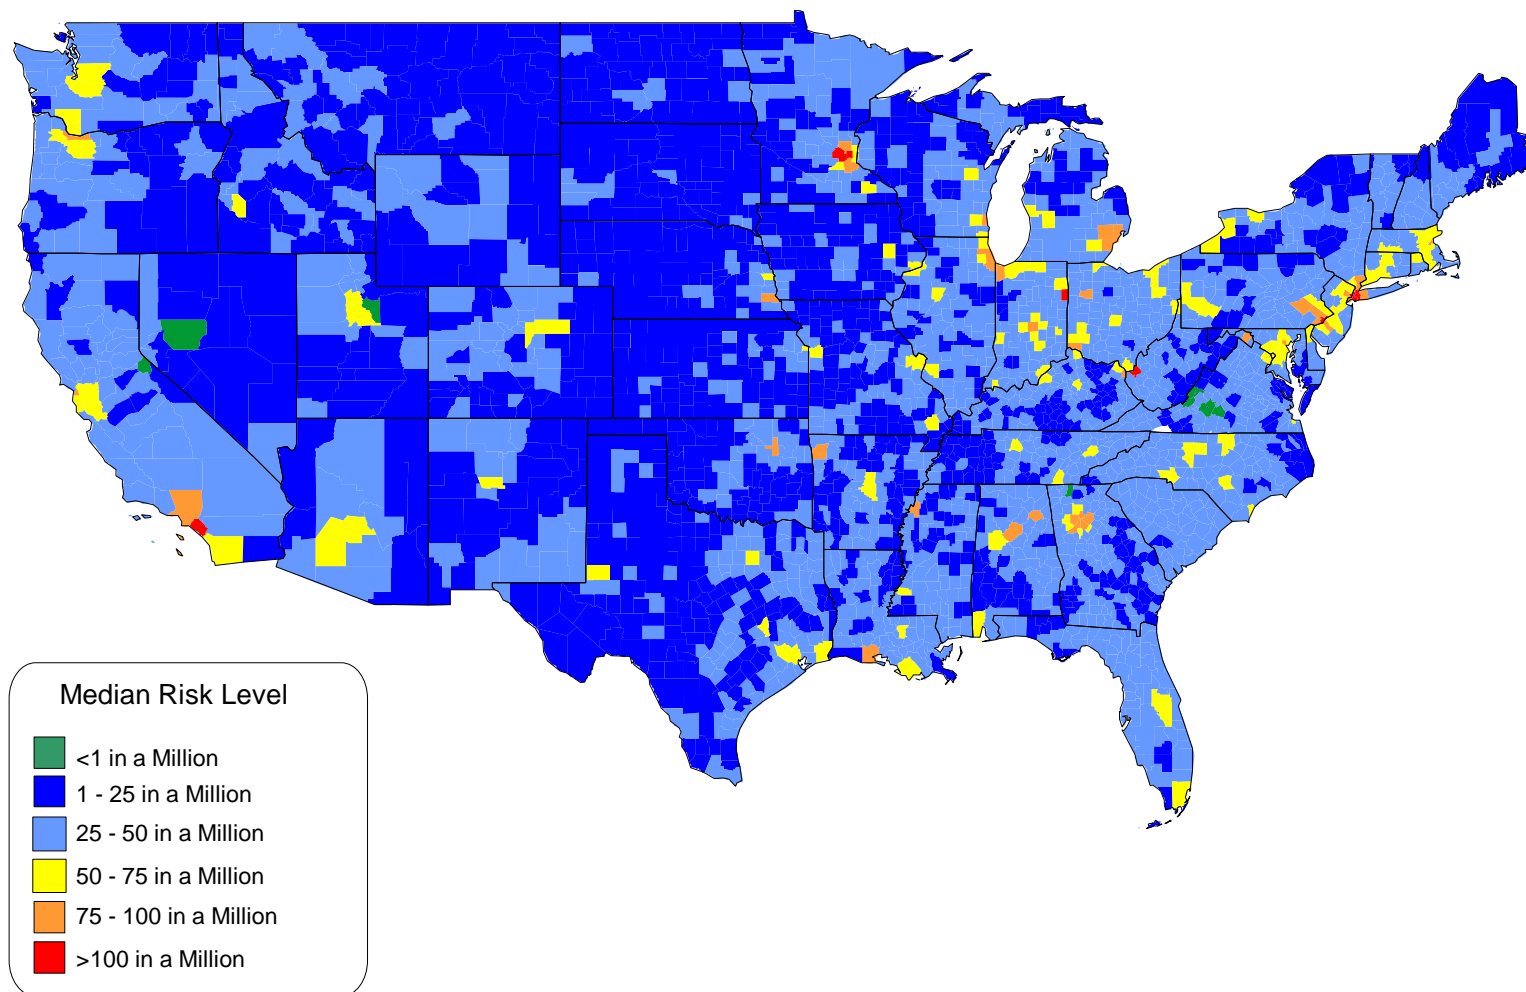 Median Risk Level
<1 in a Million
1 - 25 in a Million
25 - 50 in a Million
50 - 75 in a Million
75 - 100 in a Million
>100 in a Million